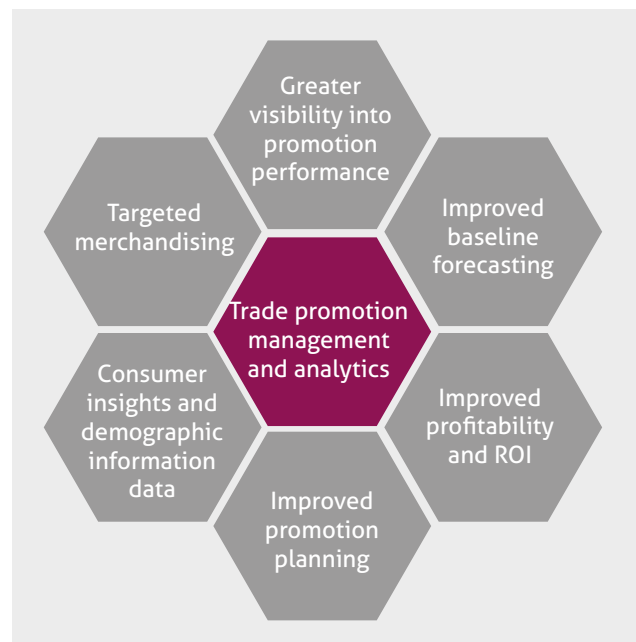 Greater
visibility into
promotion
performance
Targeted
merchandising
Improved
baseline
forecasting
Trade promotion
management
and analytics
Consumer
insights and
demographic
information
data
Improved
profitability
and ROI
Improved
promotion
planning